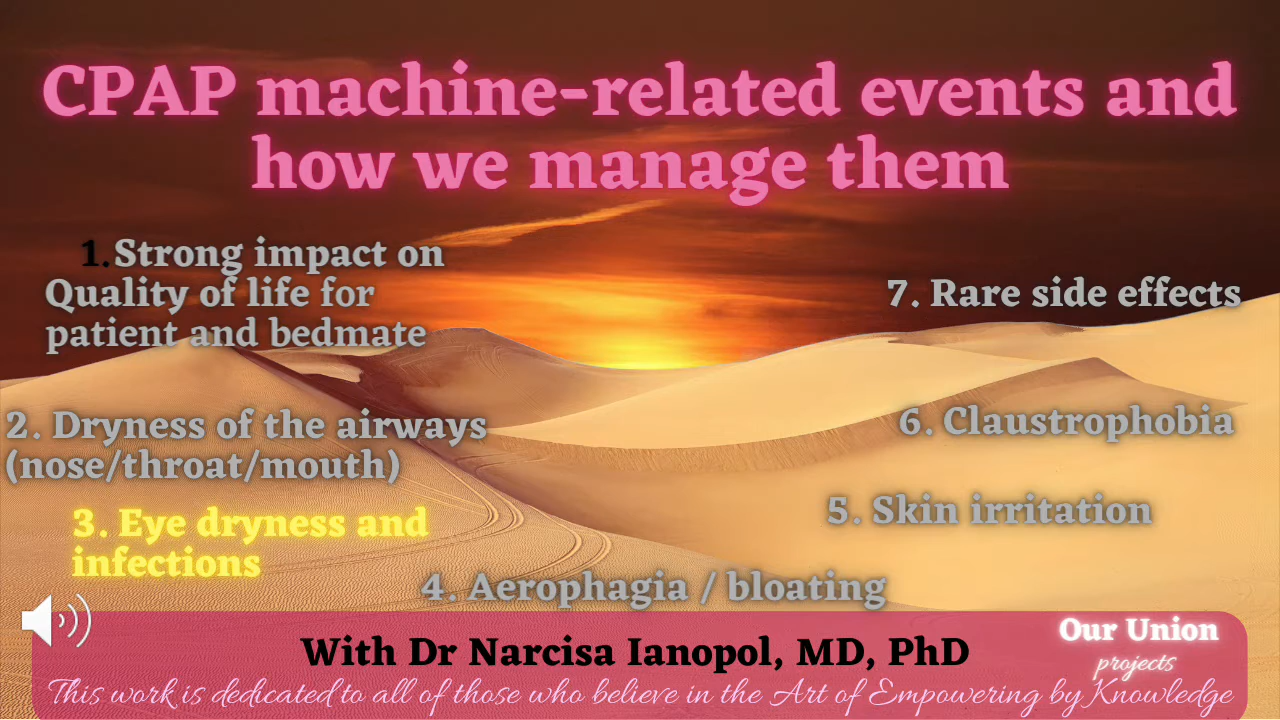 CPAP machine-related events and
how we manage them
1. Strong impact on
Quality of life for
patient and bedmate
2. Dryness of the airways
(nose/throat/mouth)
3. Eye dryness and
infections
4. Aerophagia / bloating
5. Skin irritation
6. Claustrophobia
7. Rare side effects
With Dr Narcisa Ianopol, MD, PhD
Our Union
projects
This work is dedicated to all of those who believe in the Art of Empowering by Knowledge